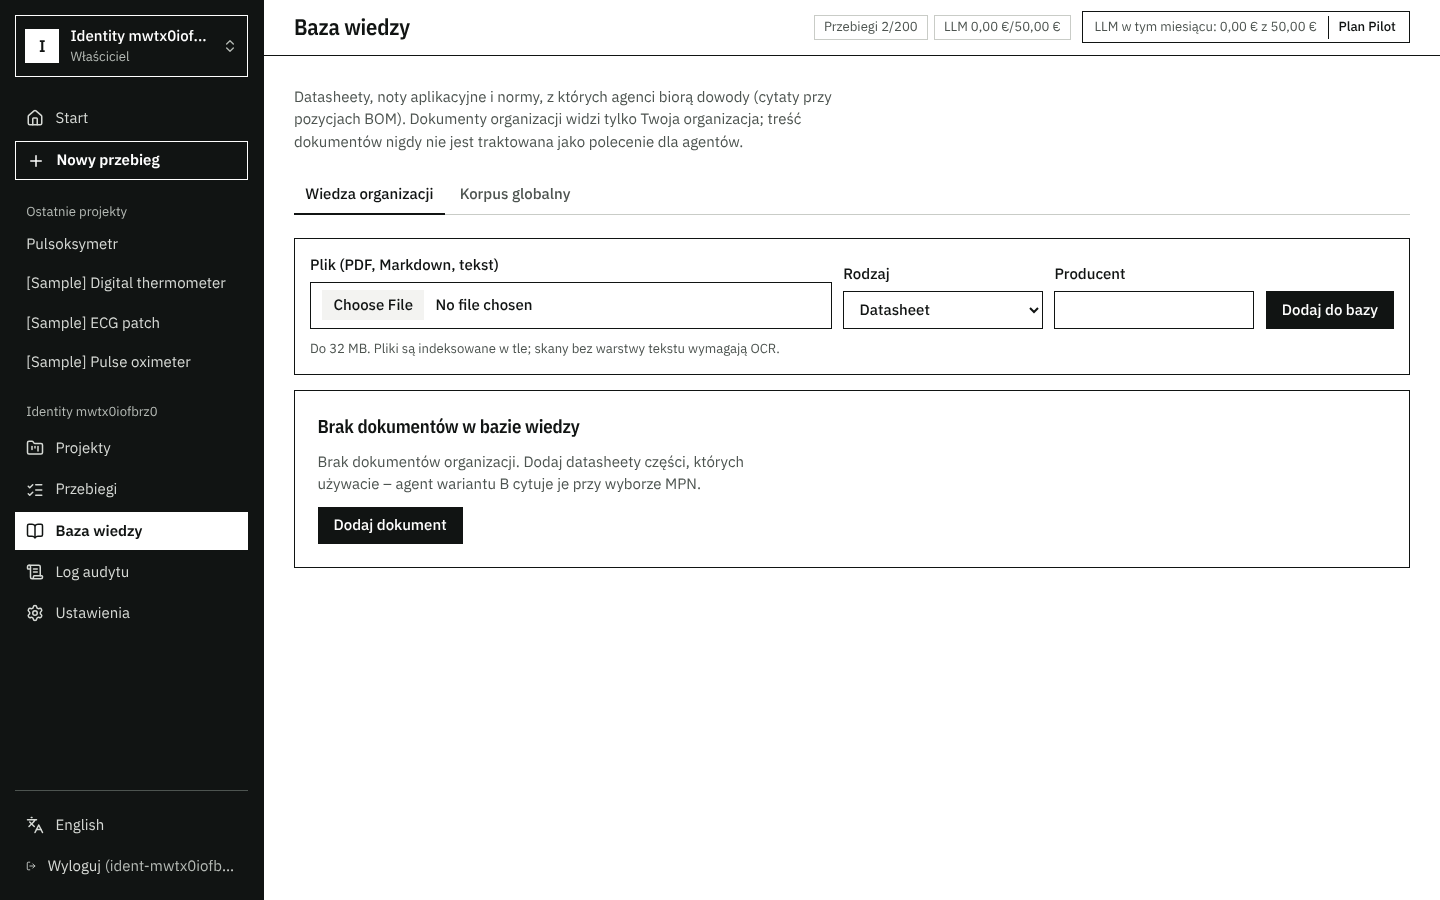 I
Identity mwtx0iof...
Właściciel
Start
Nowy przebieg
Ostatnie projekty
Pulsoksymetr
[Sample] Digital thermometer
[Sample] ECG patch
[Sample] Pulse oximeter
Identity mwtx0iofbrz0
Projekty
Przebiegi
Baza wiedzy
Log audytu
Ustawienia
English
Wyloguj (ident-mwtx0iofb...
Baza wiedzy
Przebiegi 2/200
LLM 0,00 €/50,00 €
LLM w tym miesiącu: 0,00 € z 50,00 €
Plan Pilot
Datasheety, noty aplikacyjne i normy, z których agenci biorą dowody (cytaty przy
pozycjach BOM). Dokumenty organizacji widzi tylko Twoja organizacja; treść
dokumentów nigdy nie jest traktowana jako polecenie dla agentów.
Wiedza organizacji
Korpus globalny
Plik (PDF, Markdown, tekst)
Choose File No file chosen
Do 32 MB. Pliki są indeksowane w tle; skany bez warstwy tekstu wymagają OCR.
Rodzaj
Datasheet
Producent
Dodaj do bazy
Brak dokumentów w bazie wiedzy
Brak dokumentów organizacji. Dodaj datasheety części, których
używacie – agent wariantu B cytuje je przy wyborze MPN.
Dodaj dokument